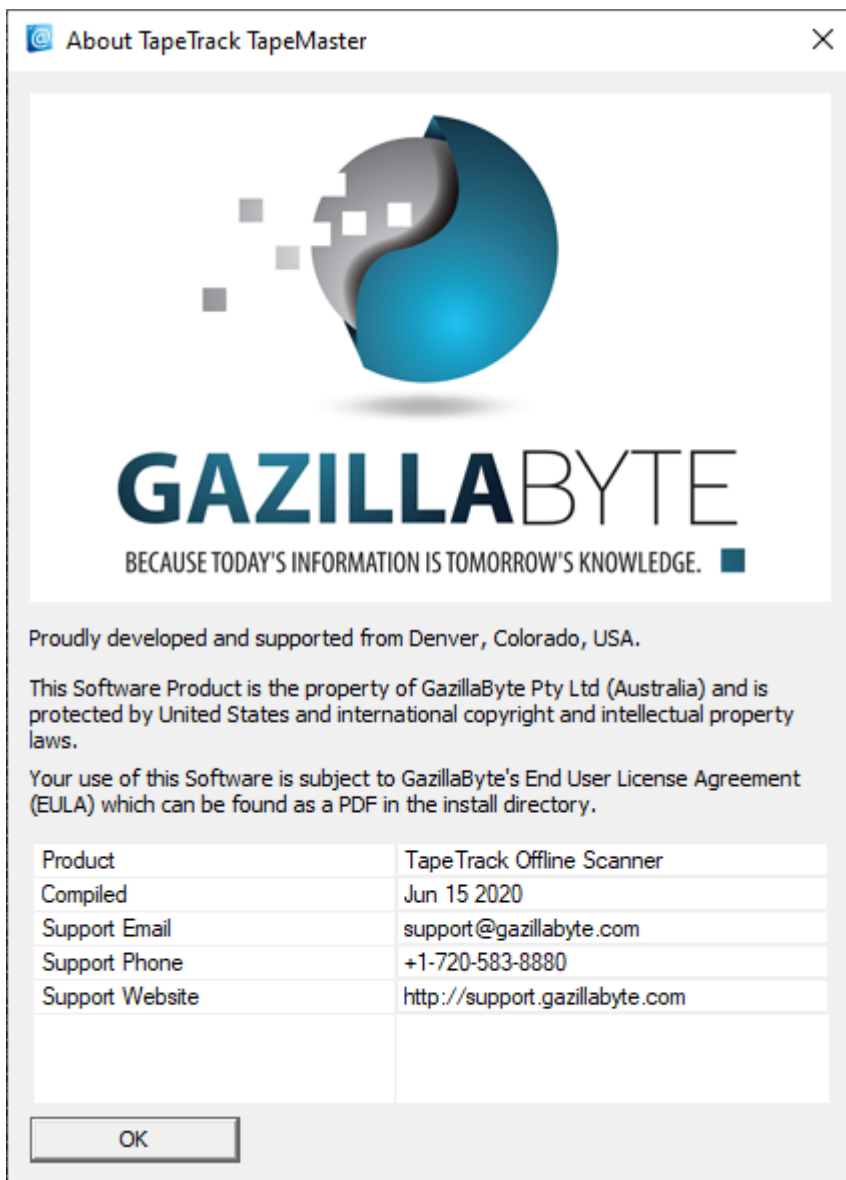 About TapeTrack TapeMaster
GAZILLABYTE
BECAUSE TODAY'S INFORMATION IS TOMORROW'S KNOWLEDGE.
Proudly developed and supported from Denver, Colorado, USA.
This Software Product is the property of GazillaByte Pty Ltd (Australia) and is
protected by United States and international copyright and intellectual property
laws.
Your use of this Software is subject to GazillaByte's End User License Agreement
(EULA) which can be found as a PDF in the install directory.
Product TapeTrack Offline Scanner
Compiled Jun 15 2020
Support Email support@gazillabyte.com
Support Phone +1-720-583-8880
Support Website http://support.gazillabyte.com
OK